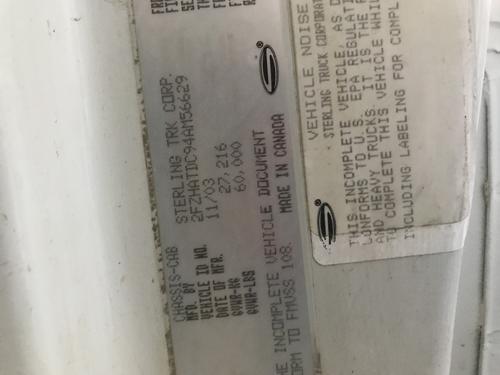 CHASSIS-CAB
MFD. BY STERLING TRK CORP.
VEHICLE ID NO. 2FZHATDC94AM56629
DATE OF MFR. 11/03
GVWR-KG 27,216
GVWR-LBS 60,000
INCOMPLETE VEHICLE DOCUMENT
TO FMVSS 108. MADE IN CANADA
VEHICLE NOISE
STERLING TRUCK CORPORAT
THIS INCOMPLETE VEHICLE, AS
CONFORMS TO U.S. EPA REGULAT
AND HEAVY TRUCKS. IT IS THE
TO COMPLETE THIS VEHICLE WHIL
INCLUDING LABELING FOR COMPL